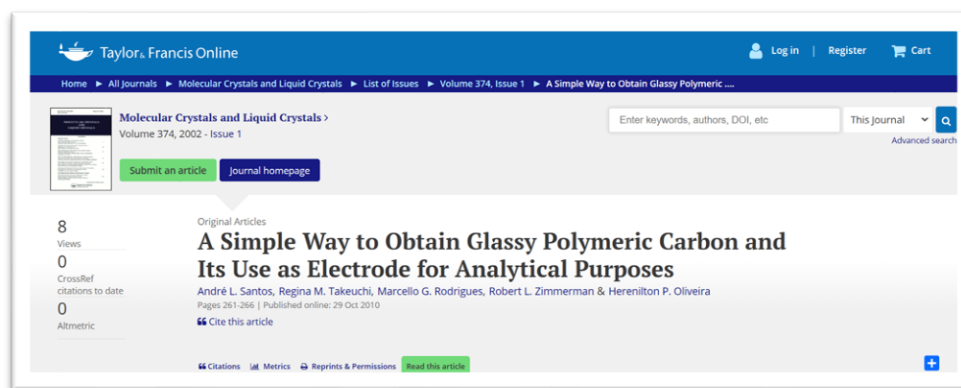 Taylor & Francis Online
Log in | Register Cart
Home ► All Journals ► Molecular Crystals and Liquid Crystals ► List of Issues ► Volume 374, Issue 1 ► A Simple Way to Obtain Glassy Polymeric ....
Molecular Crystals and Liquid Crystals >
Volume 374, 2002 - Issue 1
Enter keywords, authors, DOI, etc
This Journal
Advanced search
Submit an article
Journal homepage
8
Views
0
CrossRef
citations to date
0
Altmetric
Original Articles
A Simple Way to Obtain Glassy Polymeric Carbon and
Its Use as Electrode for Analytical Purposes
André L. Santos, Regina M. Takeuchi, Marcello G. Rodrigues, Robert L. Zimmerman & Herenilton P. Oliveira
Pages 261-266 | Published online: 29 Oct 2010
❝ Cite this article
❝ Citations Metrics Reprints & Permissions Read this article